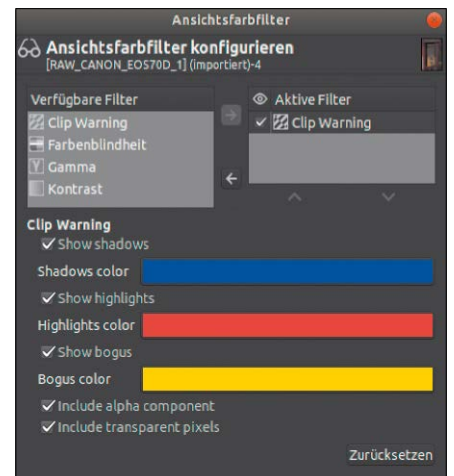 Ansichtsfarbfilter
Ansichtsfarbfilter konfigurieren
[RAW_CANON_EOS70D_1] (importiert)-4
Verfügbare Filter
Clip Warning
Farbenblindheit
Gamma
Kontrast
Aktive Filter
Clip Warning
Clip Warning
Show shadows
Shadows color
Show highlights
Highlights color
Show bogus
Bogus color
Include alpha component
Include transparent pixels
Zurücksetzen